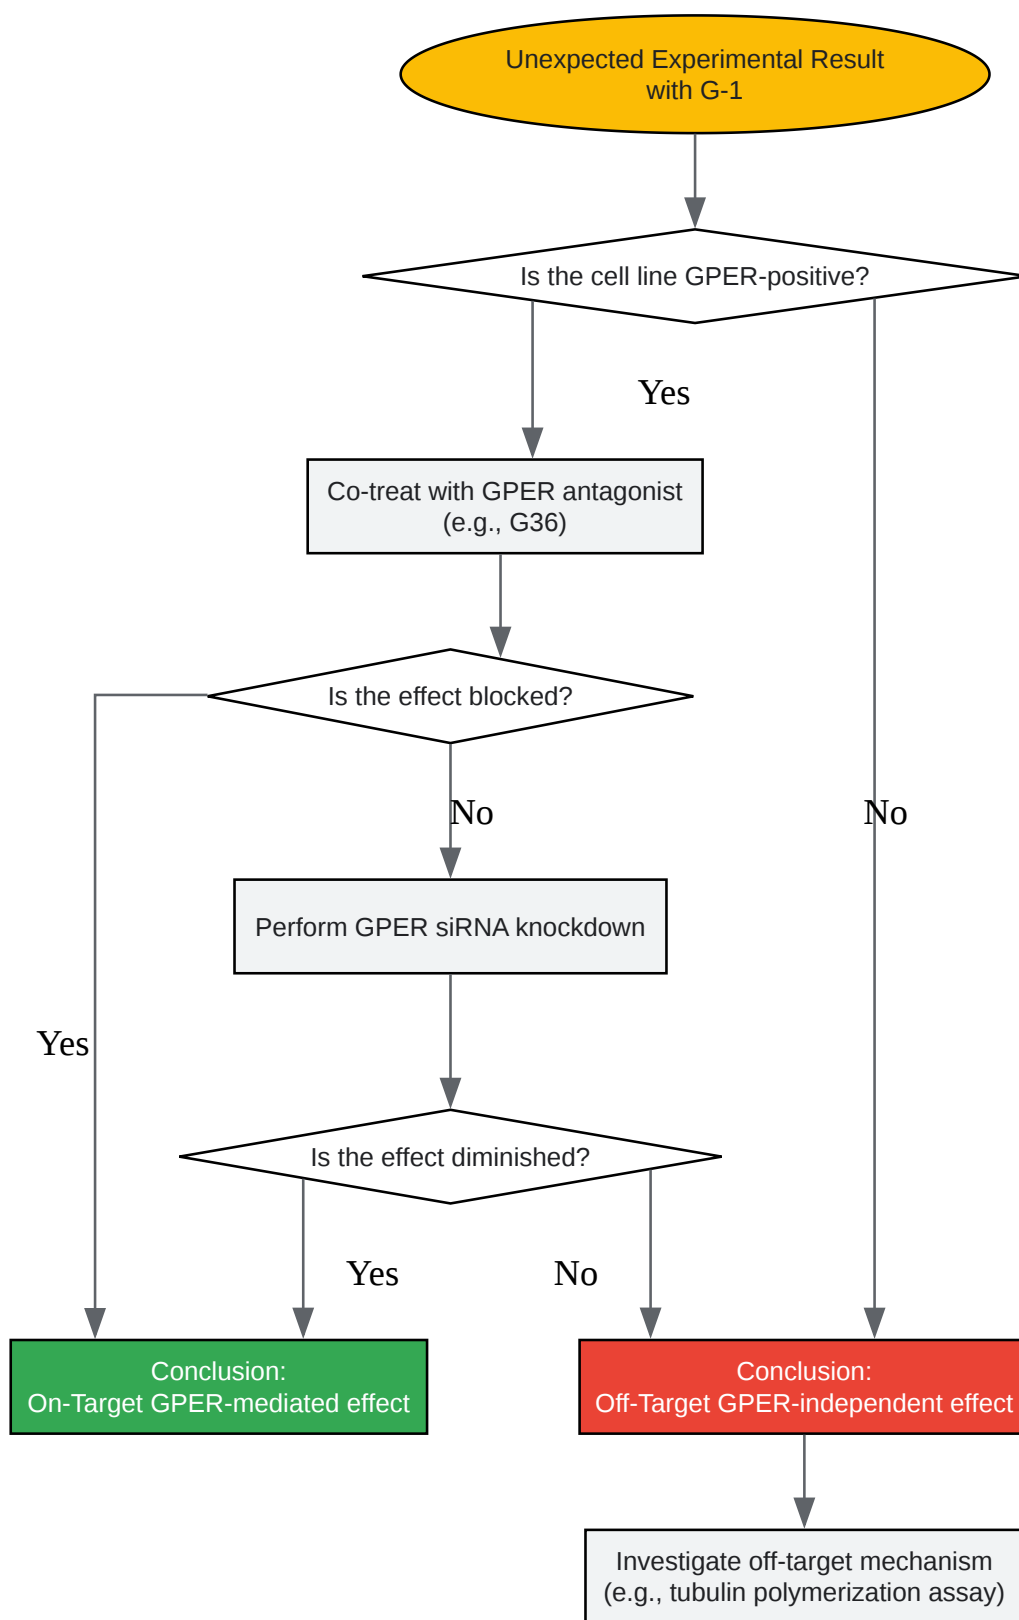 Unexpected Experimental Result
with G-1
Is the cell line GPER-positive?
Yes
Co-treat with GPER antagonist
(e.g., G36)
Is the effect blocked?
No
No
Perform GPER siRNA knockdown
Yes
Is the effect diminished?
Yes
No
Conclusion:
On-Target GPER-mediated effect
Conclusion:
Off-Target GPER-independent effect
Investigate off-target mechanism
(e.g., tubulin polymerization assay)